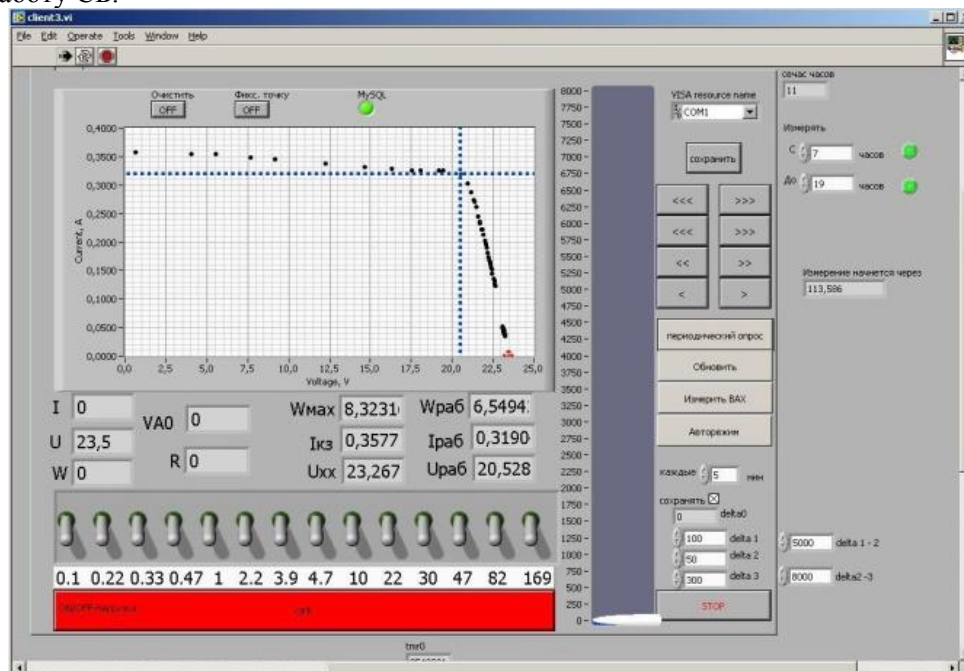 аботу СБ.
client3.vi
File Edit Operate Tools Window Help
Очистить Фикс. точку MySQL
OFF OFF
0,4000
0,3500
0,3000
0,2500
0,2000
0,1500
0,1000
0,0500
0,0000
Current, A
0,0 2,5 5,0 7,5 10,0 12,5 15,0 17,5 20,0 22,5 25,0
Voltage, V
I 0
U 23,5
W 0
VA0 0
R 0
Wмах 8,3231
Iкз 0,3577
Uхх 23,267
Wраб 6,5494
Iраб 0,3190
Uраб 20,528
0.1 0.22 0.33 0.47 1 2.2 3.9 4.7 10 22 30 47 82 169
OFF
8000
7750
7500
7250
7000
6750
6500
6250
6000
5750
5500
5250
5000
4750
4500
4250
4000
3750
3500
3250
3000
2750
2500
2250
2000
1750
1500
1250
1000
750
500
250
0
VISA resource name
COM1
сохранить
<<< >>>
<<< >>>
<< >>
< >
периодический опрос
Обновить
Измерить ВАХ
Авторежим
каждые 5 мин
сохранять
0 delta0
100 delta 1
50 delta 2
300 delta 3
STOP
сечас часов
11
Измерять
С 7 часов
До 19 часов
Измерение начнется через
113,586
5000 delta 1 - 2
8000 delta2 -3
tmr0